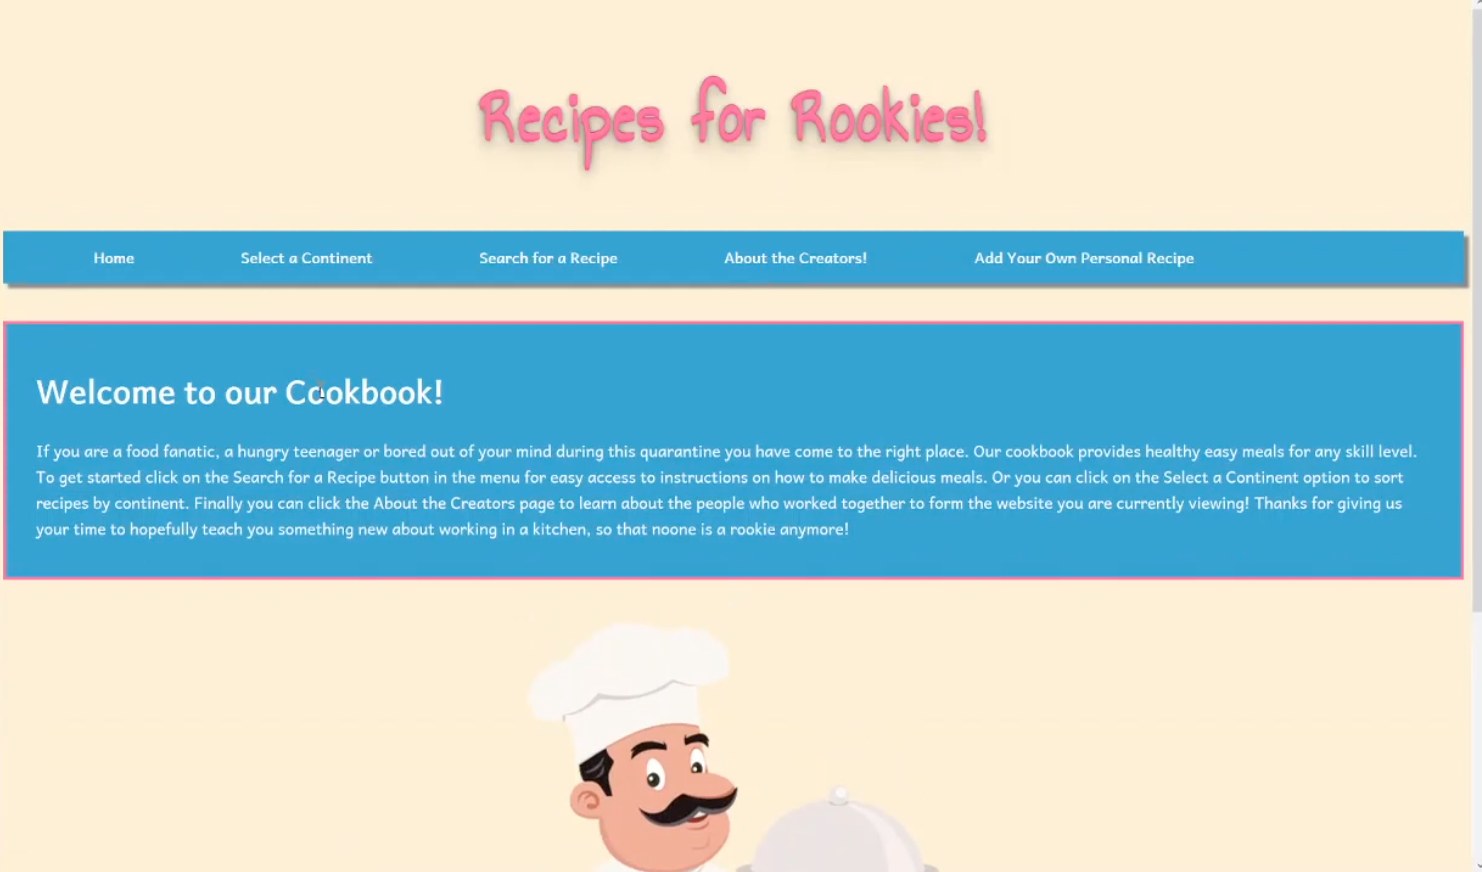 Recipes for Rookies!
Home Select a Continent Search for a Recipe About the Creators! Add Your Own Personal Recipe
Welcome to our Cookbook!
If you are a food fanatic, a hungry teenager or bored out of your mind during this quarantine you have come to the right place. Our cookbook provides healthy easy meals for any skill level.
To get started click on the Search for a Recipe button in the menu for easy access to instructions on how to make delicious meals. Or you can click on the Select a Continent option to sort
recipes by continent. Finally you can click the About the Creators page to learn about the people who worked together to form the website you are currently viewing! Thanks for giving us
your time to hopefully teach you something new about working in a kitchen, so that noone is a rookie anymore!